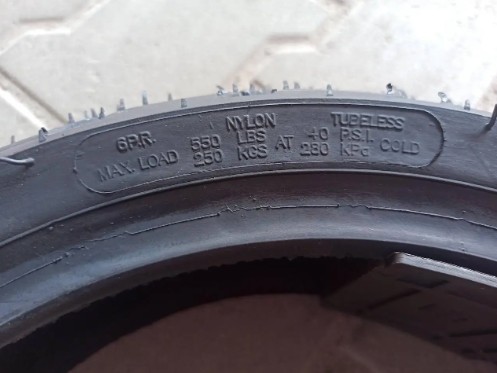 6P.R. NYLON TUBELESS
MAX. LOAD 550 LBS AT 40 P.S.I. COLD
250 KGS 280 KPa